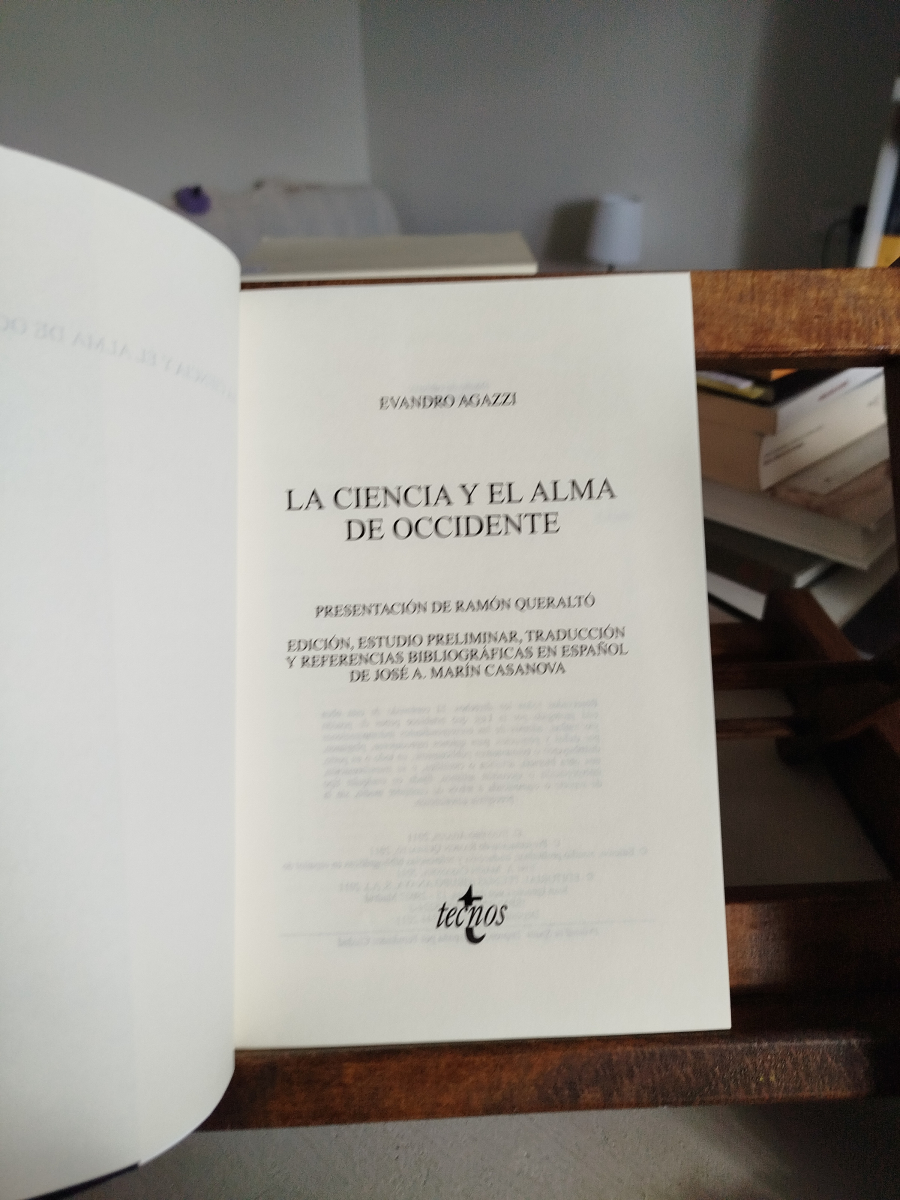 EVANDRO AGAZZI
LA CIENCIA Y EL ALMA
DE OCCIDENTE
PRESENTACIÓN DE RAMÓN QUERALTÓ
EDICIÓN, ESTUDIO PRELIMINAR, TRADUCCIÓN
Y REFERENCIAS BIBLIOGRÁFICAS EN ESPAÑOL
DE JOSÉ A. MARÍN CASANOVA
tecnos